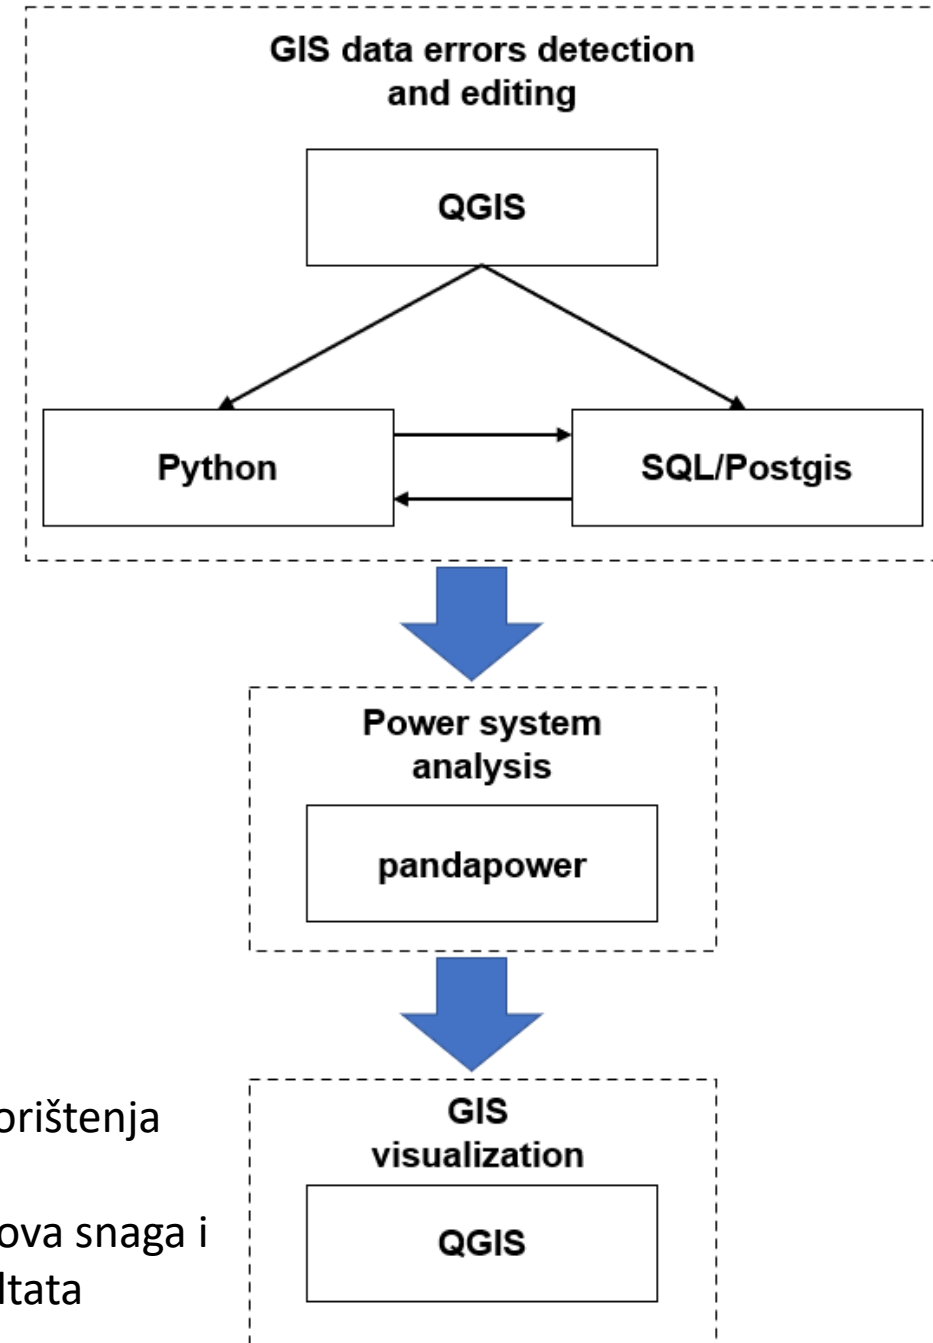 GIS data errors detection
and editing
QGIS
Python
SQL/Postgis
Power system
analysis
pandapower
GIS
visualization
QGIS
orištenja
ova snaga i
ltata